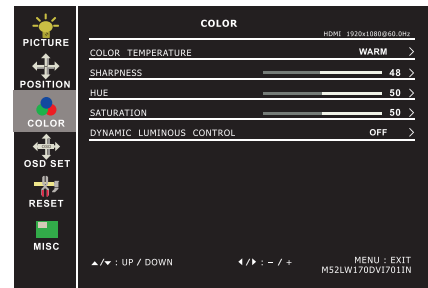 COLOR
HDMI 1920x1080@60.0Hz
PICTURE
POSITION
COLOR
OSD SET
RESET
MISC
COLOR TEMPERATURE WARM >
SHARPNESS 48 >
HUE 50 >
SATURATION 50 >
DYNAMIC LUMINOUS CONTROL OFF >
▲/▼ : UP / DOWN ◀/▶ : – / + MENU : EXIT
M52LW170DVI701IN